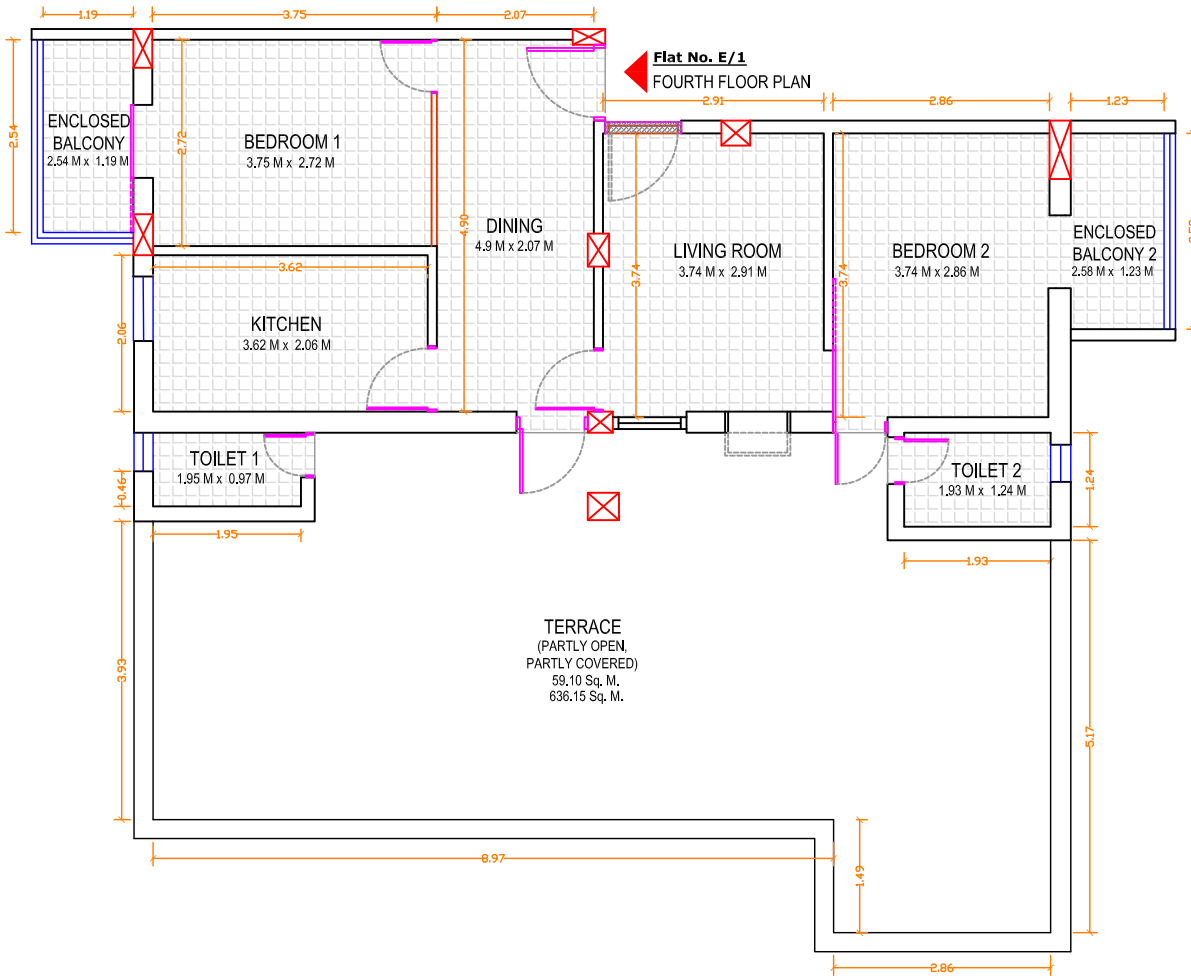 1.19
3.75
2.07
Flat No. E/1
FOURTH FLOOR PLAN
2.91
2.86
1.23
2.54
ENCLOSED
BALCONY
2.54 M x 1.19 M
2.72
BEDROOM 1
3.75 M x 2.72 M
4.90
DINING
4.9 M x 2.07 M
3.74
LIVING ROOM
3.74 M x 2.91 M
3.74
BEDROOM 2
3.74 M x 2.86 M
ENCLOSED
BALCONY 2
2.58 M x 1.23 M
3.62
2.06
KITCHEN
3.62 M x 2.06 M
TOILET 1
1.95 M x 0.97 M
0.46
1.95
TOILET 2
1.93 M x 1.24 M
1.24
1.93
TERRACE
(PARTLY OPEN,
PARTLY COVERED)
59.10 Sq. M.
636.15 Sq. M.
3.93
5.17
8.97
1.49
2.86